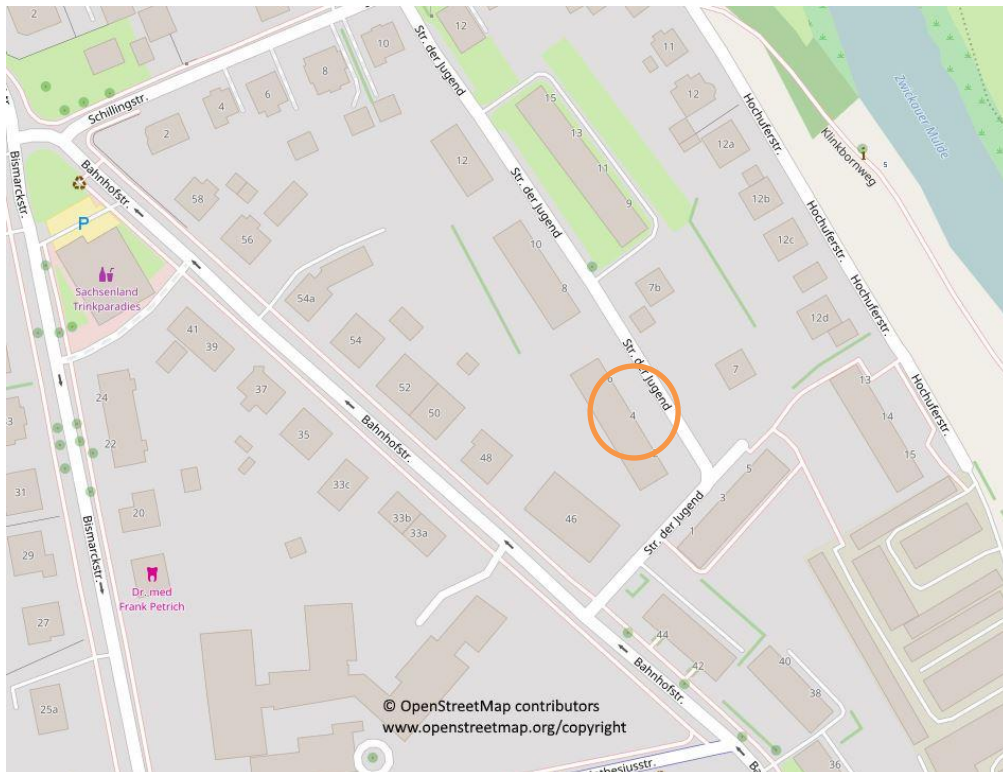 2
12
10
11
8
6
4
Schillingstr.
2
Str. der Jugend
15
13
11
9
12
12a
12b
12c
12d
Hochuferstr.
Hochuferstr.
Hochuferstr.
Hochuferstr.
Klinkbornweg
Zwickauer Mulde
5
Bismarckstr.
Bahnhofstr.
58
56
12
Str. der Jugend
P
Sachsenland
Trinkparadies
54a
10
8
7b
54
41
39
Str. der Jugend
7
52
50
6
4
13
14
15
37
24
22
35
Bahnhofstr.
48
5
3
1
33c
46
Str. der Jugend
31
20
33b
33a
Bismarckstr.
29
Dr. med
Frank Petrich
27
44
42
40
38
Bahnhofstr.
25a
© OpenStreetMap contributors
www.openstreetmap.org/copyright
36